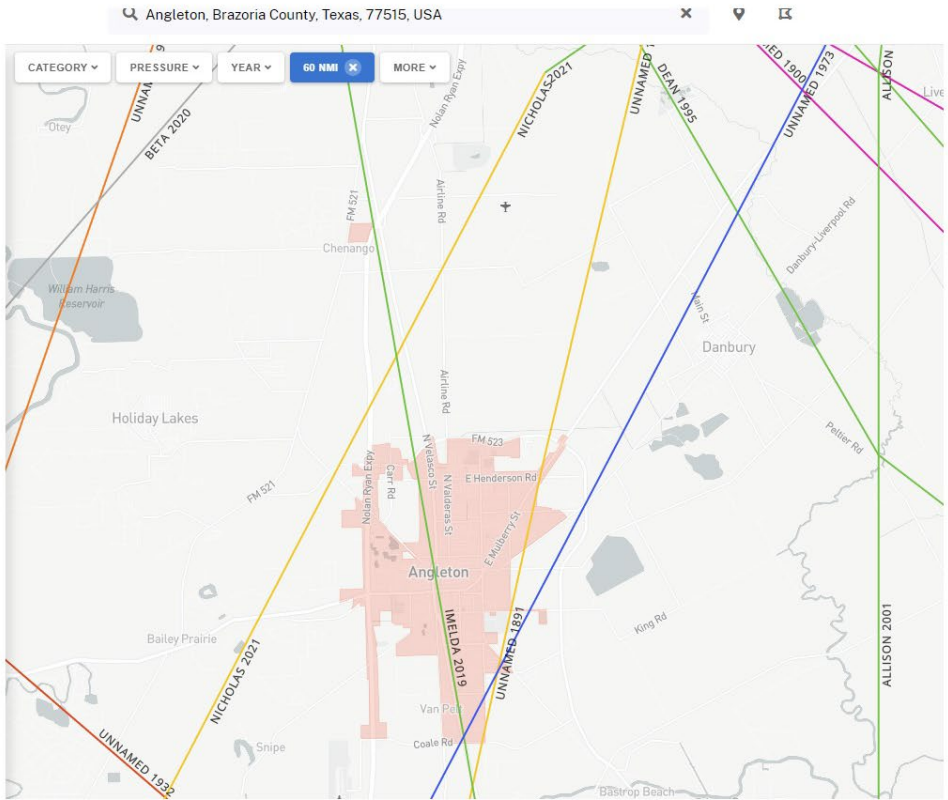 Angleton, Brazoria County, Texas, 77515, USA
CATEGORY
PRESSURE
YEAR
60 NMI
MORE
Otey
BETA 2020
Nolan Ryan Expy
NICHOLAS 2021
UNNAMED
DEAN 1995
1900
UNNAMED 1973
ALLISON
Live
FM 521
Airline Rd
Chenango
Danbury-Liverpool Rd
William Harris
Reservoir
Main St
Danbury
Airline Rd
Holiday Lakes
Peltier Rd
FM 523
FM 521
Nolan Ryan Expy
Carr Rd
N Velasco St
N Valderas St
E Henderson Rd
E Mulberry St
Angleton
IMELDA 2019
UNNAMED 1891
King Rd
ALLISON 2001
Bailey Prairie
NICHOLAS 2021
Coale Rd
Snipe
UNNAMED 1932
Bastrop Beach